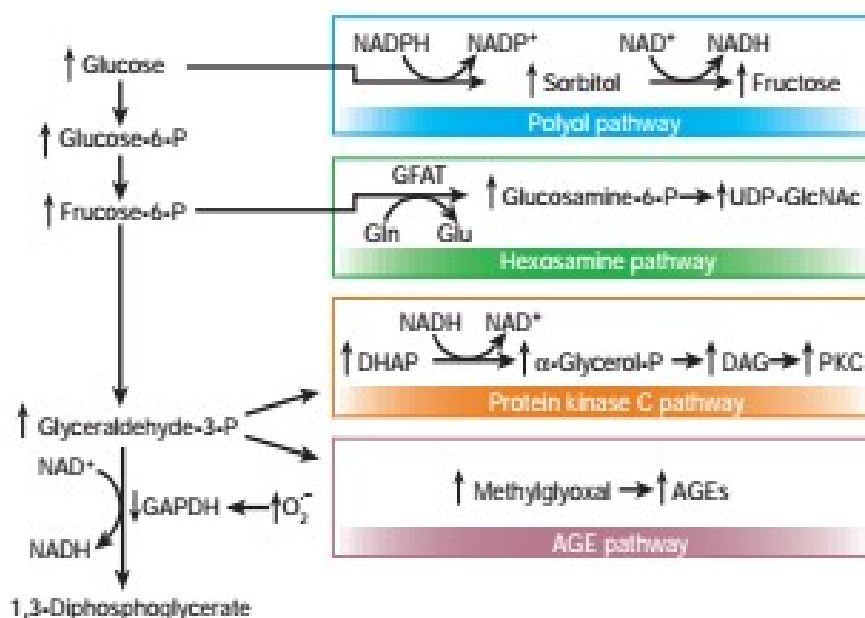 ↑ Glucose
↑ Glucose-6-P
↑ Frucose-6-P
↑ Glyceraldehyde-3-P
NAD⁺
↓GAPDH ← ↑O₂⁻
NADH
1,3-Diphosphoglycerate
NADPH NADP⁺ NAD⁺ NADH
↑ Sorbitol ↑ Fructose
Polyol pathway
GFAT
↑ Glucosamine-6-P → ↑ UDP-GlcNAc
Gln Glu
Hexosamine pathway
NADH NAD⁺
↑ DHAP → ↑ α-Glycerol-P → ↑ DAG → ↑ PKC
Protein kinase C pathway
↑ Methylglyoxal → ↑ AGEs
AGE pathway